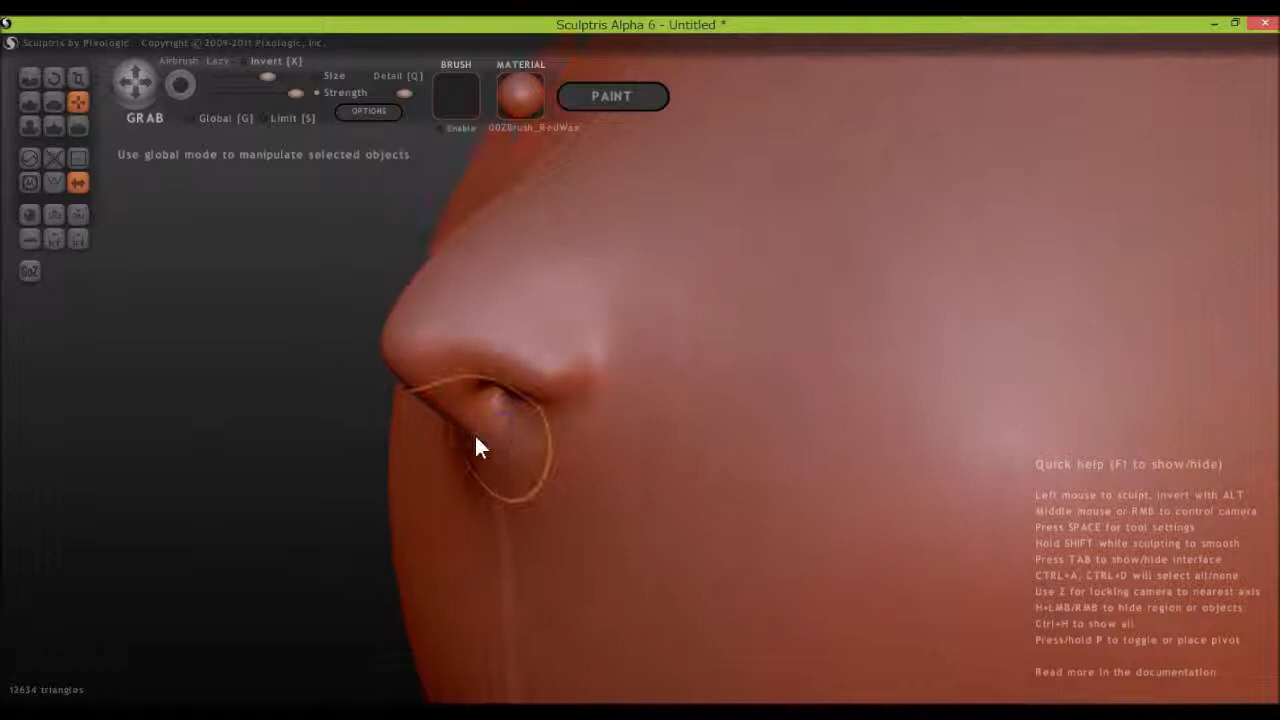 Sculptris Alpha 6 - Untitled *
Sculptris by Pixologic - Copyright © 2009-2011 Pixologic, Inc.
Airbrush Lazy Invert [X]
BRUSH
MATERIAL
Size
Detail [Q]
Strength
OPTIONS
PAINT
GRAB
Global [G]
Limit [S]
Enable
00ZBrush_RedWax
Use global mode to manipulate selected objects
GoZ
Quick help (F1 to show/hide)
Left mouse to sculpt, invert with ALT
Middle mouse or RMB to control camera
Press SPACE for tool settings
Hold SHIFT while sculpting to smooth
Press TAB to show/hide interface
CTRL+A, CTRL+D will select all/none
Use Z for locking camera to nearest axis
H+LMB/RMB to hide region or objects
Ctrl+H to show all
Press/hold P to toggle or place pivot
Read more in the documentation
12634 triangles